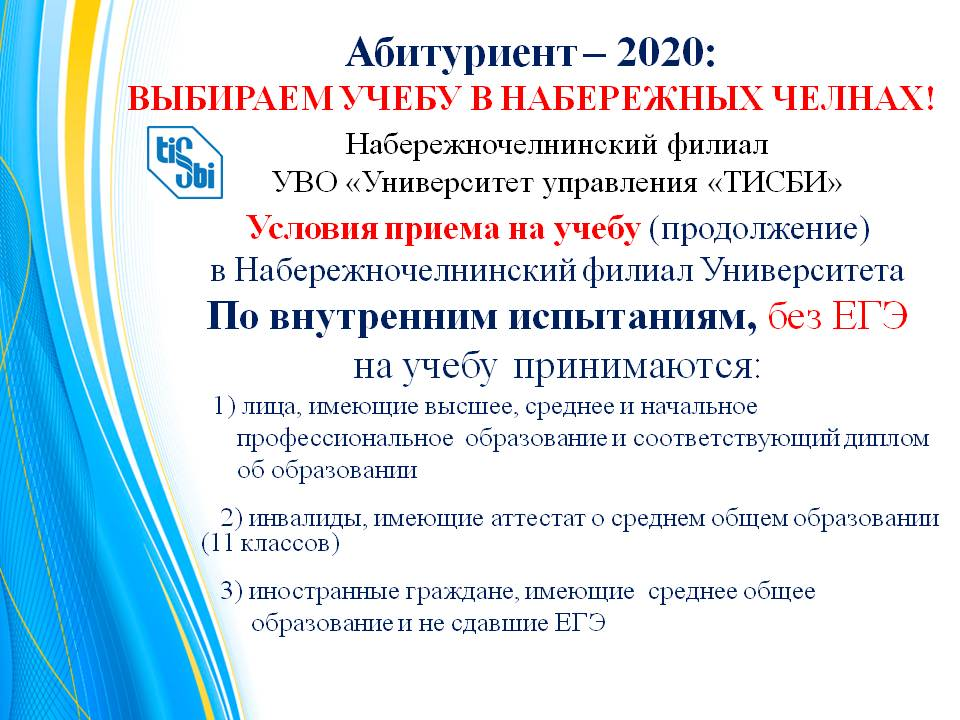 Абитуриент – 2020:
ВЫБИРАЕМ УЧЕБУ В НАБЕРЕЖНЫХ ЧЕЛНАХ!
tisbi
Набережночелнинский филиал
УВО «Университет управления «ТИСБИ»
Условия приема на учебу (продолжение)
в Набережночелнинский филиал Университета
По внутренним испытаниям, без ЕГЭ
на учебу принимаются:
1) лица, имеющие высшее, среднее и начальное
профессиональное образование и соответствующий диплом
об образовании
2) инвалиды, имеющие аттестат о среднем общем образовании
(11 классов)
3) иностранные граждане, имеющие среднее общее
образование и не сдавшие ЕГЭ